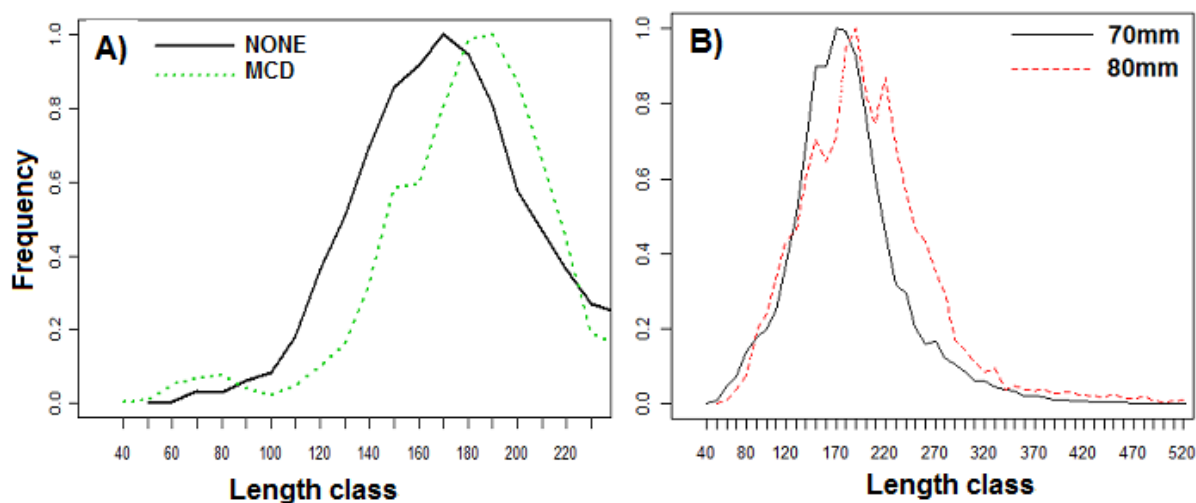 A)
NONE
MCD
Frequency
0.0 0.2 0.4 0.6 0.8 1.0
40 60 80 100 120 140 160 180 200 220
Length class
B)
70mm
80mm
0.0 0.2 0.4 0.6 0.8 1.0
40 80 120 170 220 270 320 370 420 470 520
Length class